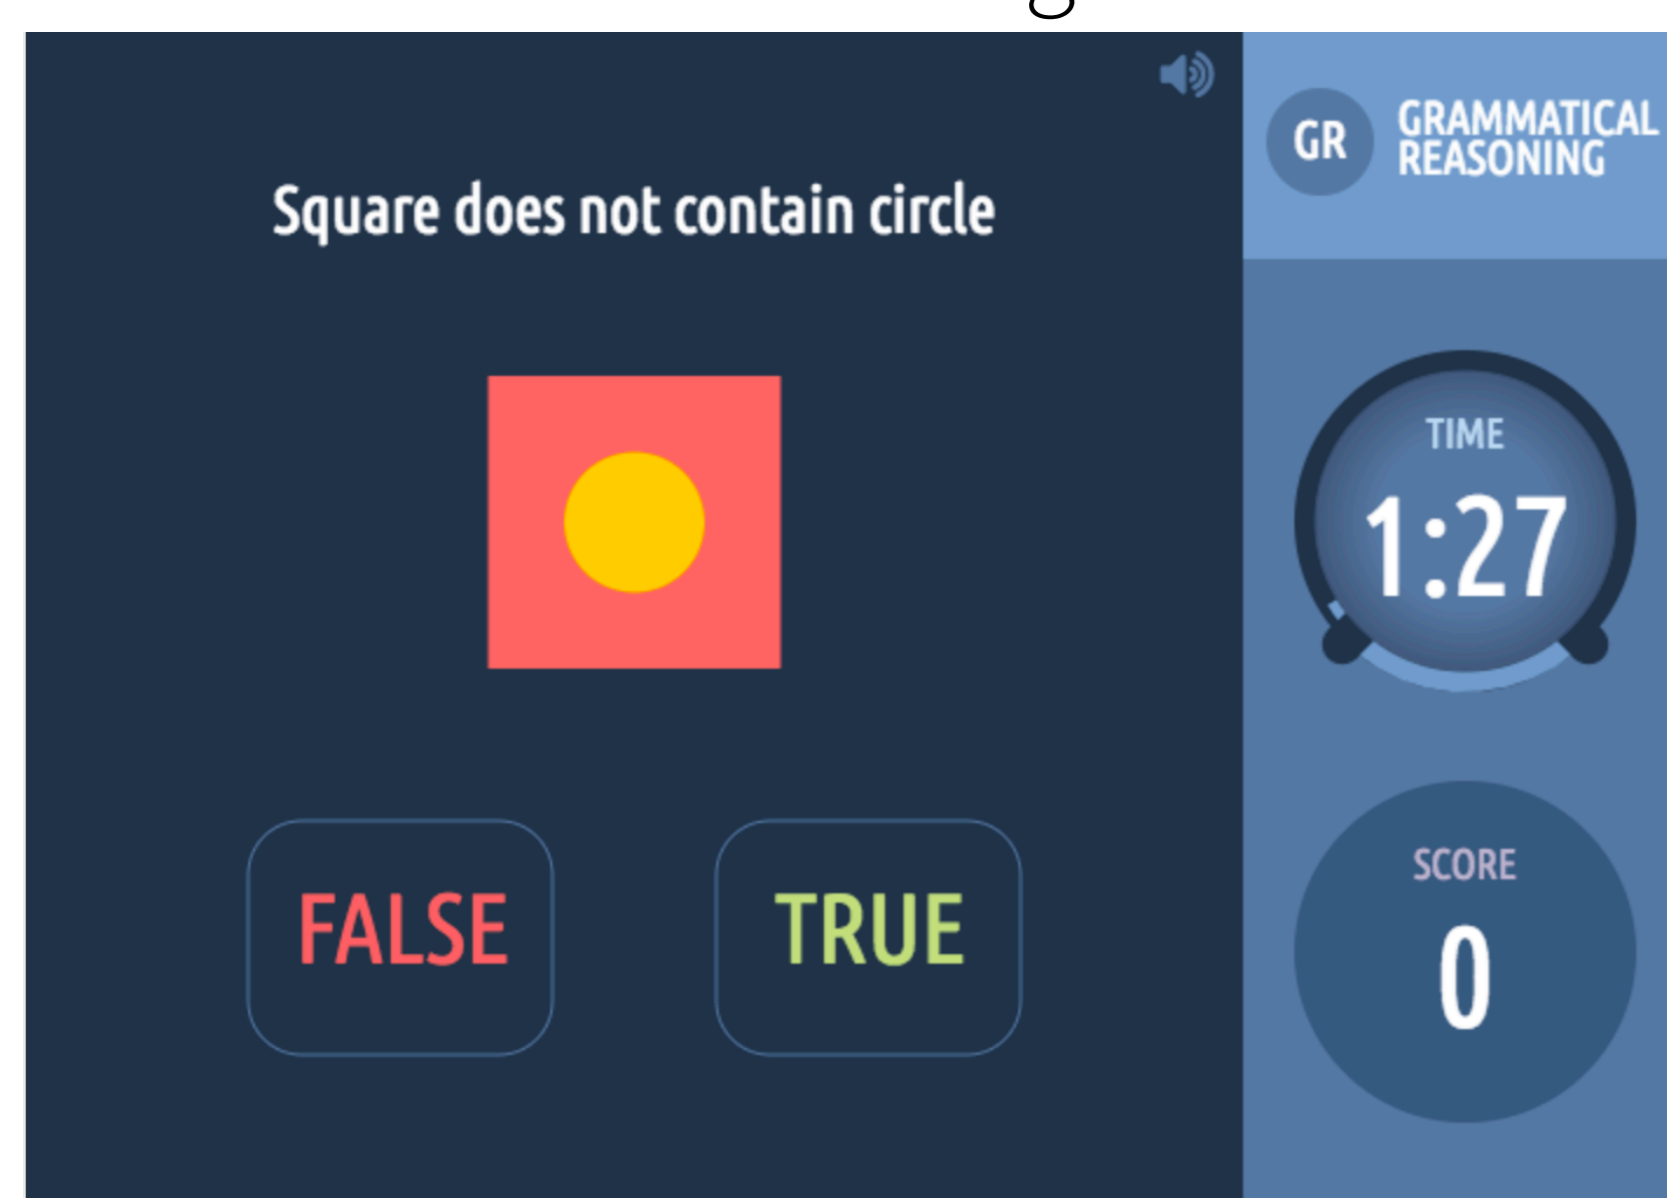 Square does not contain circle
FALSE
TRUE
GR
GRAMMATICAL
REASONING
TIME
1:27
SCORE
0